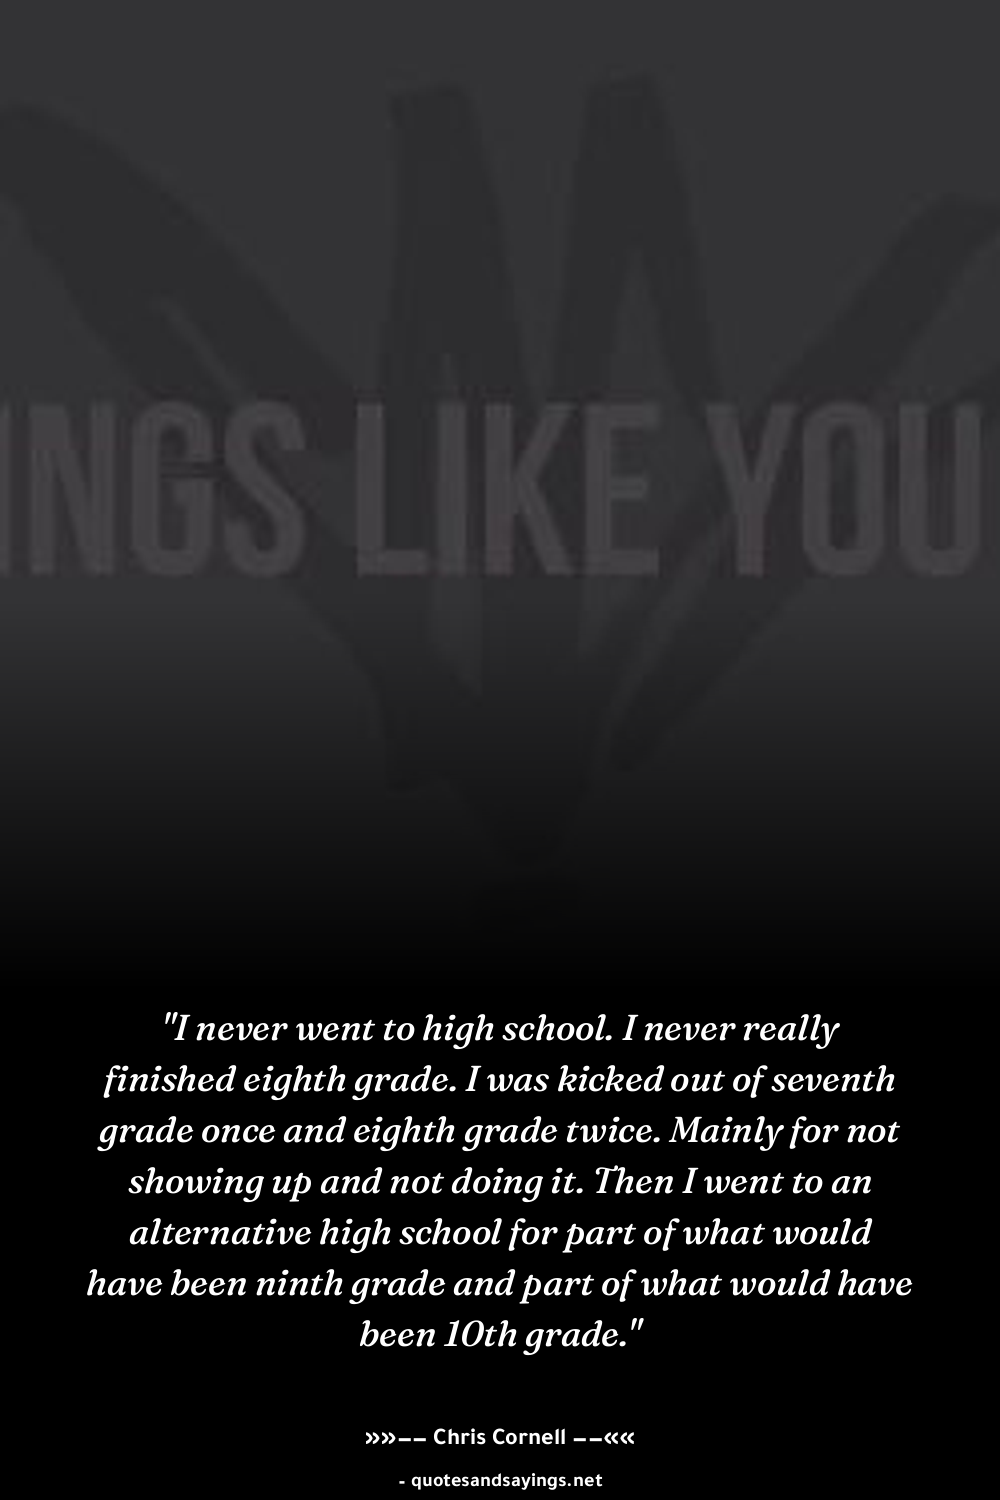 INGS LIKE YOU
"I never went to high school. I never really
finished eighth grade. I was kicked out of seventh
grade once and eighth grade twice. Mainly for not
showing up and not doing it. Then I went to an
alternative high school for part of what would
have been ninth grade and part of what would have
been 10th grade."
»»−− Chris Cornell −−««
- quotesandsayings.net